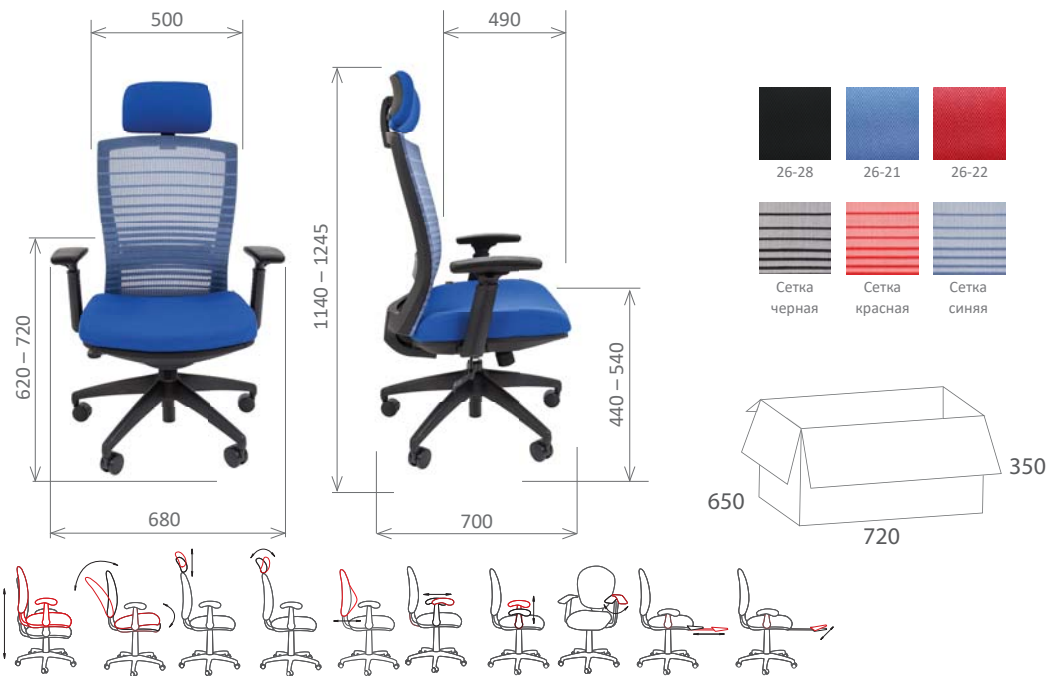 500
490
620 – 720
1140 – 1245
440 – 540
680
700
26-28
26-21
26-22
Сетка
черная
Сетка
красная
Сетка
синяя
350
650
720